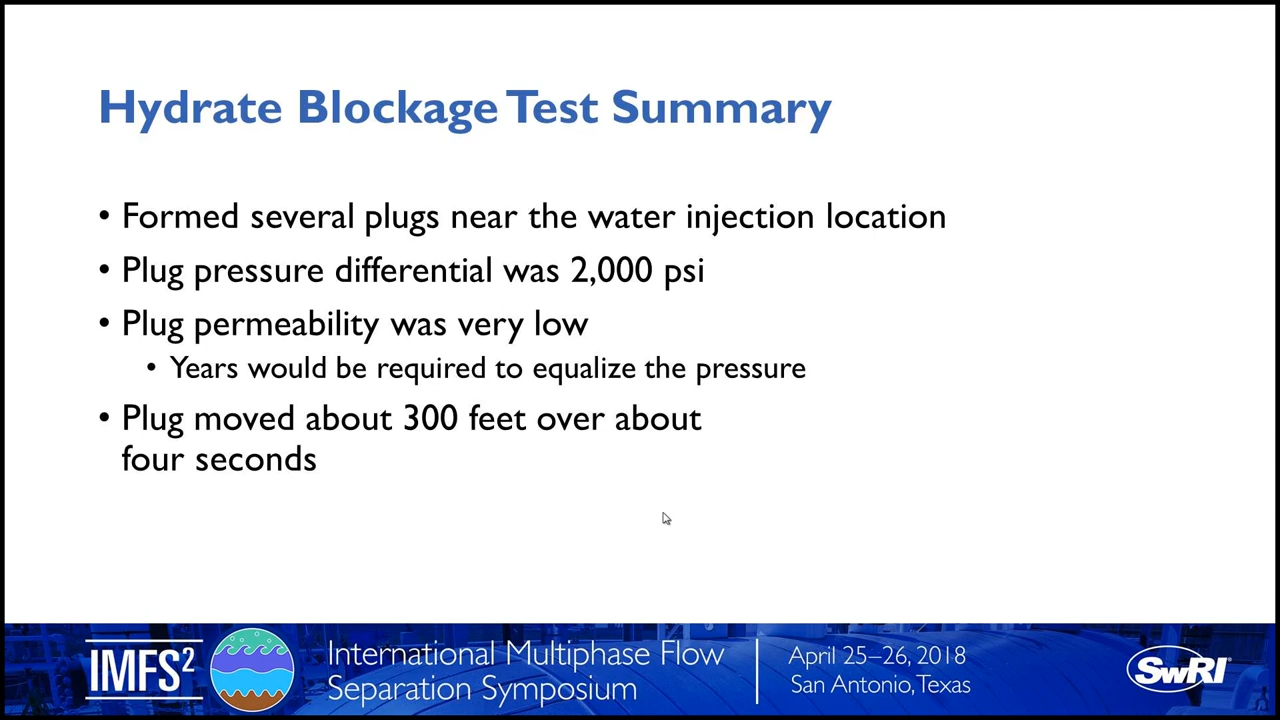 Hydrate Blockage Test Summary
• Formed several plugs near the water injection location
• Plug pressure differential was 2,000 psi
• Plug permeability was very low
• Years would be required to equalize the pressure
• Plug moved about 300 feet over about
four seconds
IMFS²
International Multiphase Flow
Separation Symposium
April 25–26, 2018
San Antonio, Texas
SwRI®